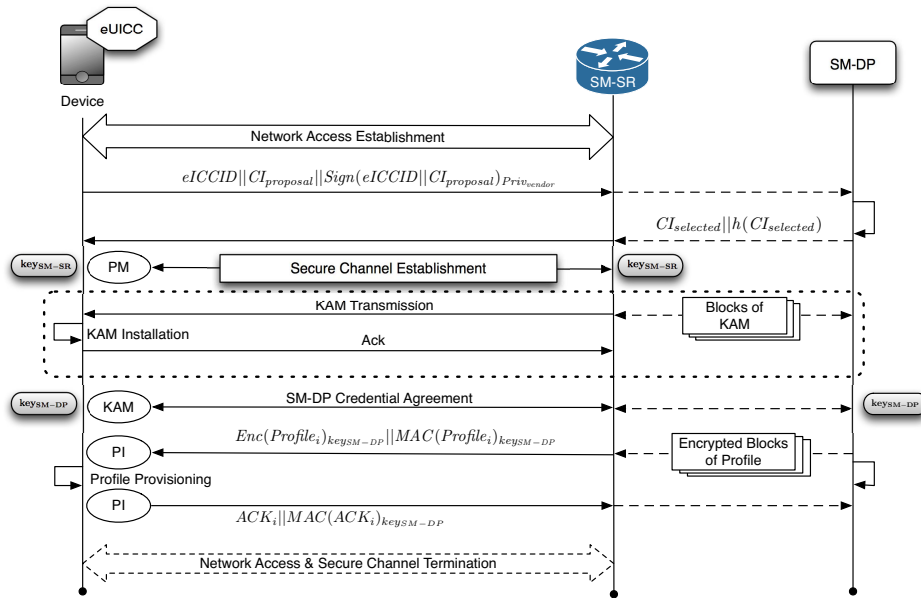 eUICC
SM-SR
SM-DP
Device
Network Access Establishment
eICCID||CI_proposal||Sign(eICCID||CI_proposal)_Priv_vendor
CI_selected||h(CI_selected)
key_SM-SR
PM
Secure Channel Establishment
key_SM-SR
KAM Transmission
Blocks of
KAM
KAM Installation
Ack
key_SM-DP
KAM
SM-DP Credential Agreement
key_SM-DP
Enc(Profile_i)_key_SM-DP||MAC(Profile_i)_key_SM-DP
PI
Encrypted Blocks
of Profile
Profile Provisioning
PI
ACK_i||MAC(ACK_i)_key_SM-DP
Network Access & Secure Channel Termination